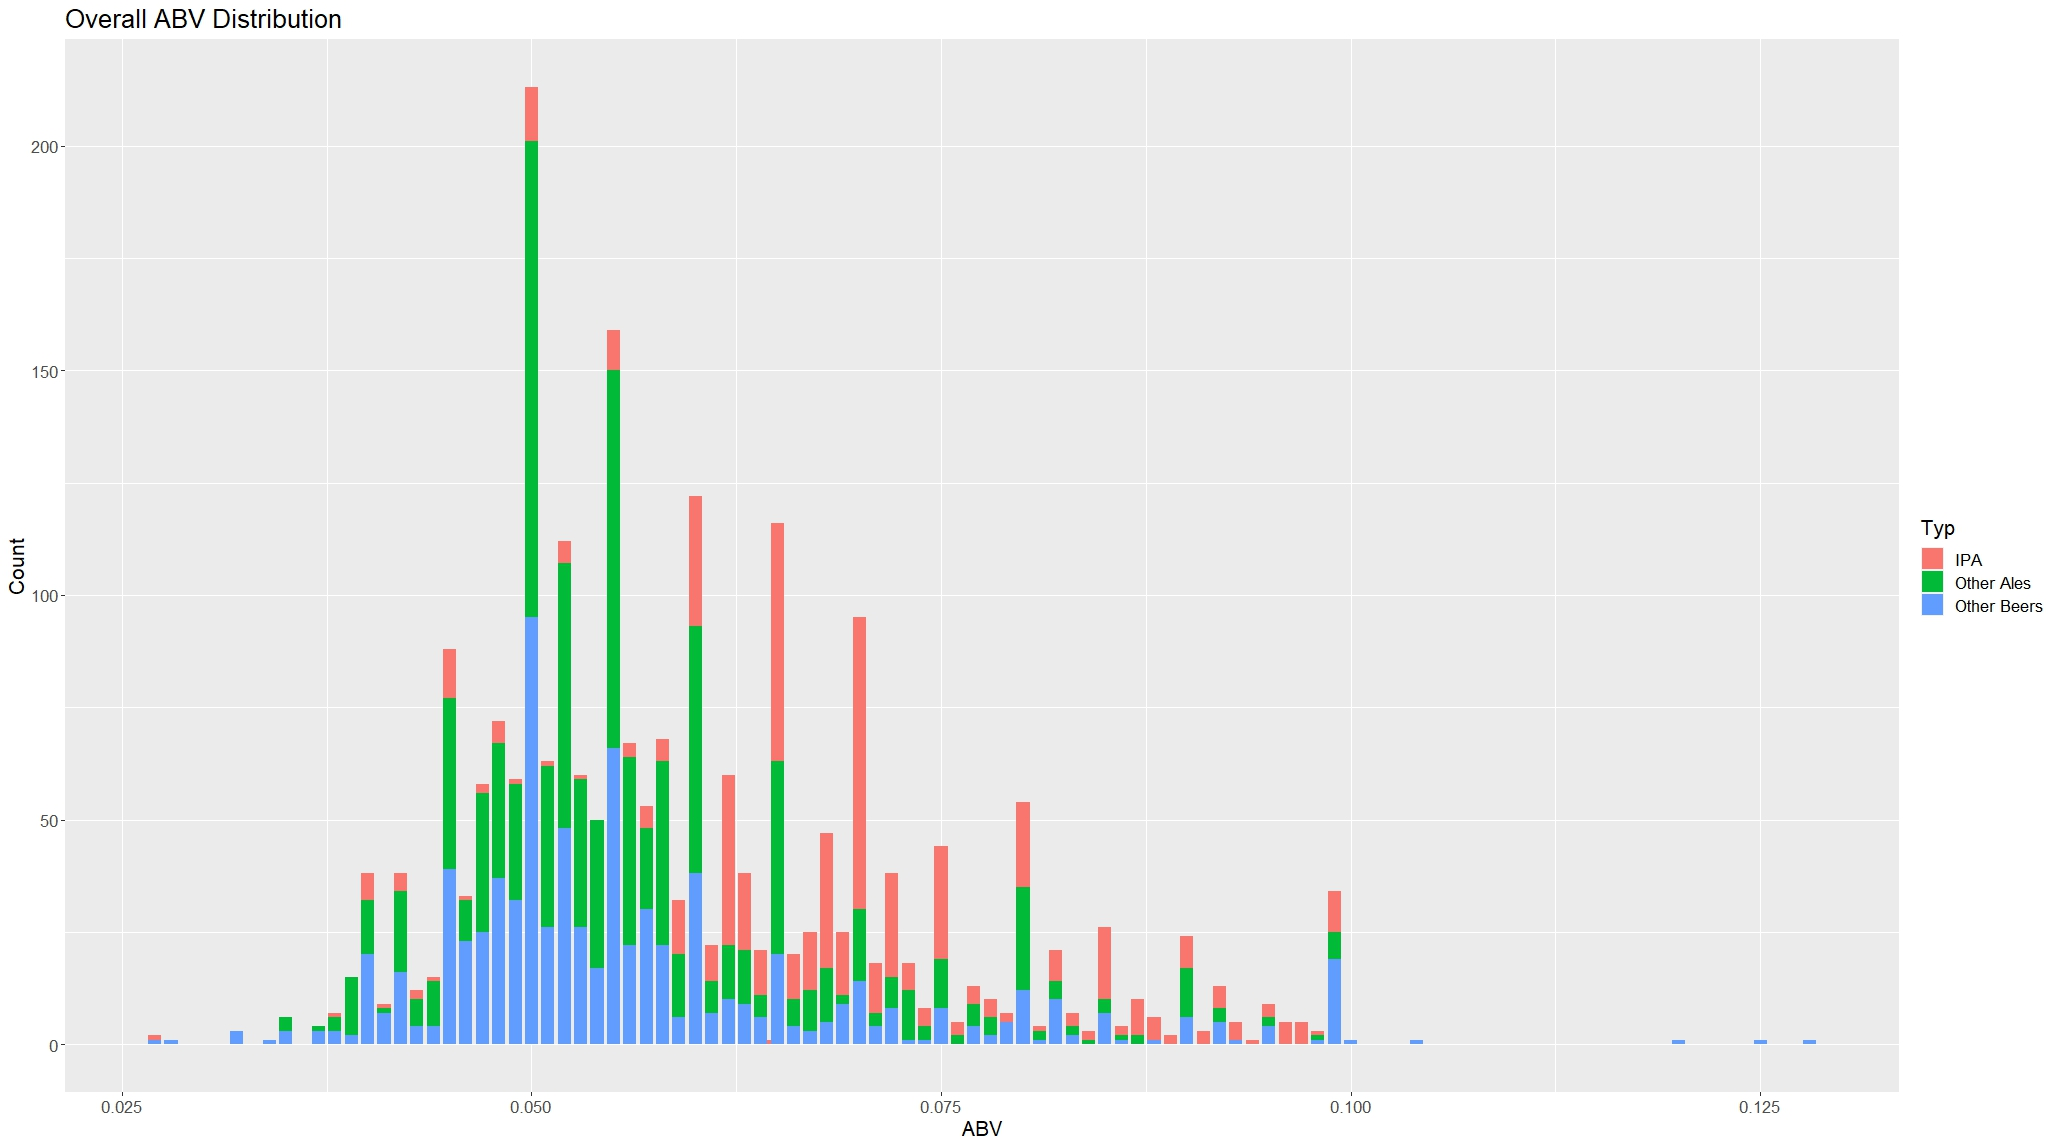 Overall ABV Distribution
Count
200
150
100
50
0
0.025
0.050
0.075
0.100
0.125
ABV
Typ
IPA
Other Ales
Other Beers